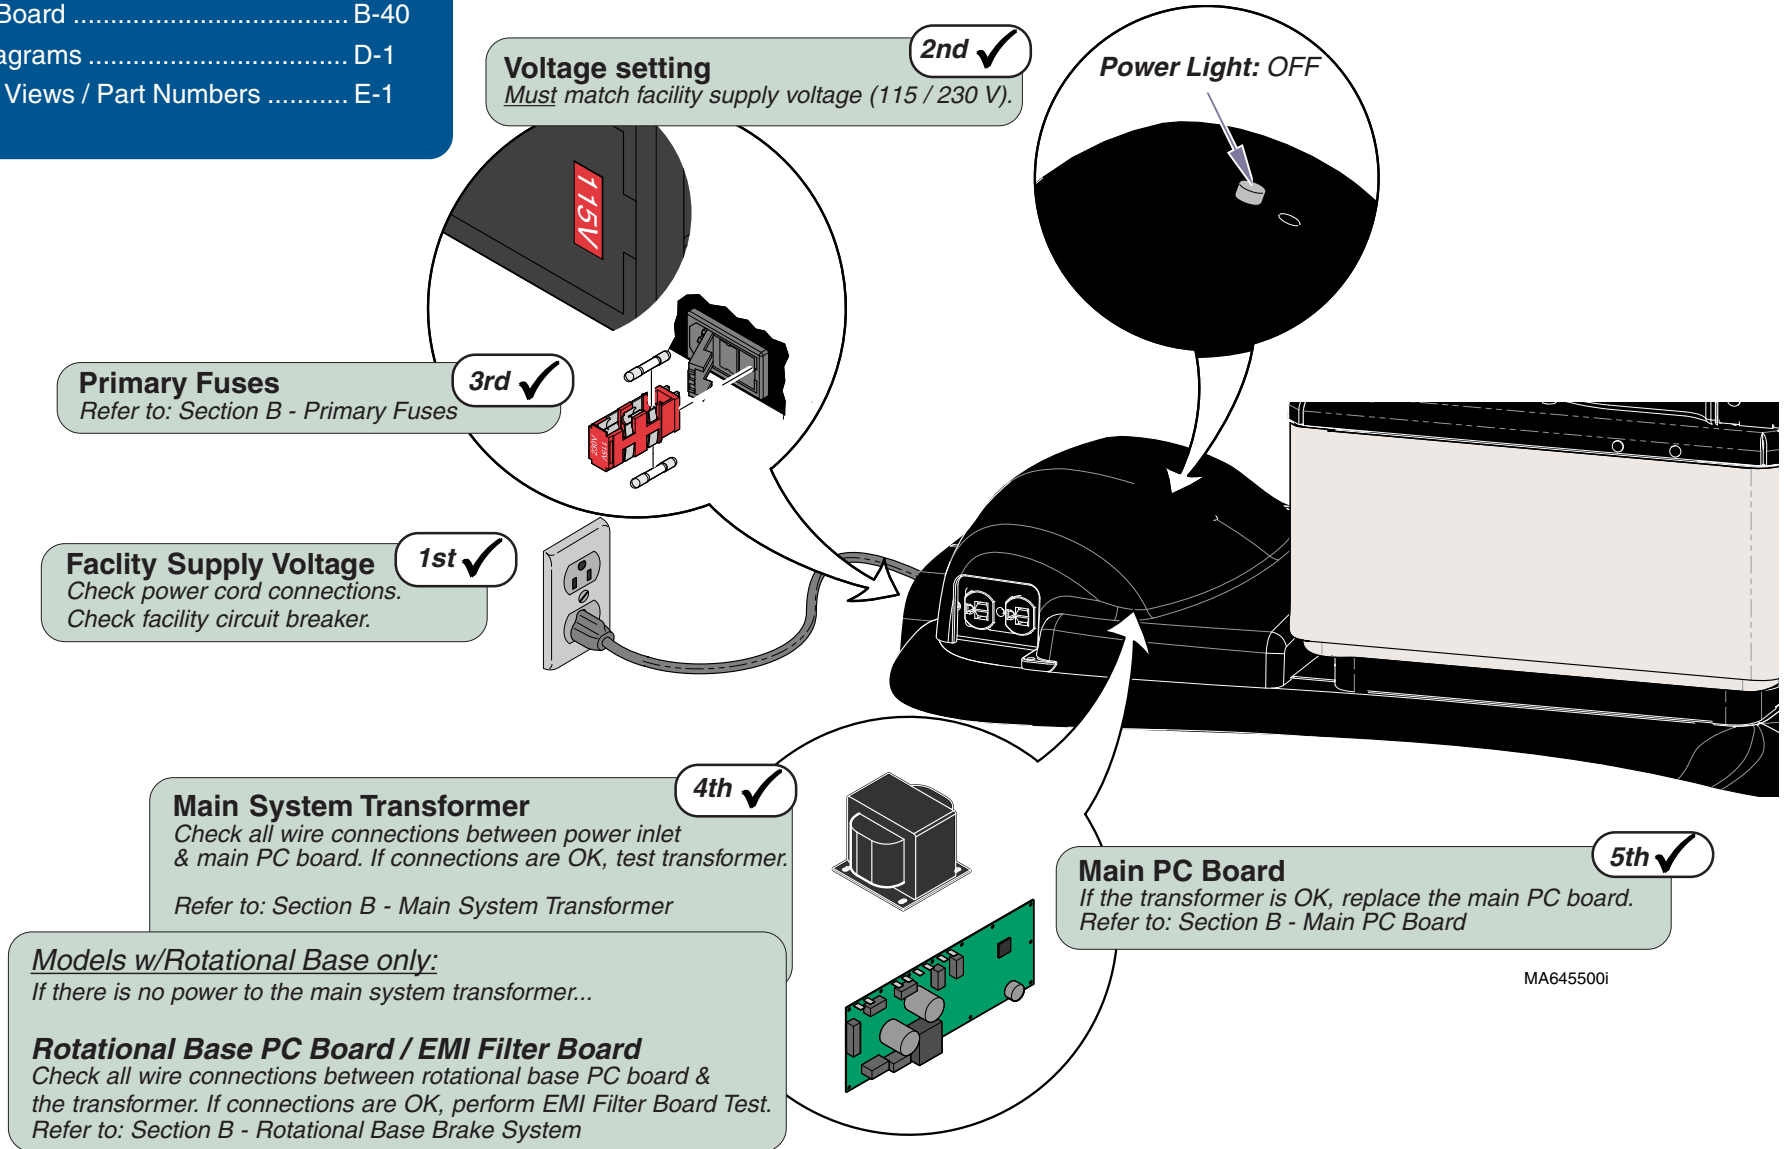 Board .................................. B-40
agrams ................................ D-1
Views / Part Numbers ........... E-1
2nd
Voltage setting
Must match facility supply voltage (115 / 230 V).
Power Light: OFF
115V
3rd
Primary Fuses
Refer to: Section B - Primary Fuses
115V
230V
1st
Faclity Supply Voltage
Check power cord connections.
Check facility circuit breaker.
4th
Main System Transformer
Check all wire connections between power inlet
& main PC board. If connections are OK, test transformer.
Refer to: Section B - Main System Transformer
Models w/Rotational Base only:
If there is no power to the main system transformer...
Rotational Base PC Board / EMI Filter Board
Check all wire connections between rotational base PC board &
the transformer. If connections are OK, perform EMI Filter Board Test.
Refer to: Section B - Rotational Base Brake System
5th
Main PC Board
If the transformer is OK, replace the main PC board.
Refer to: Section B - Main PC Board
MA645500i